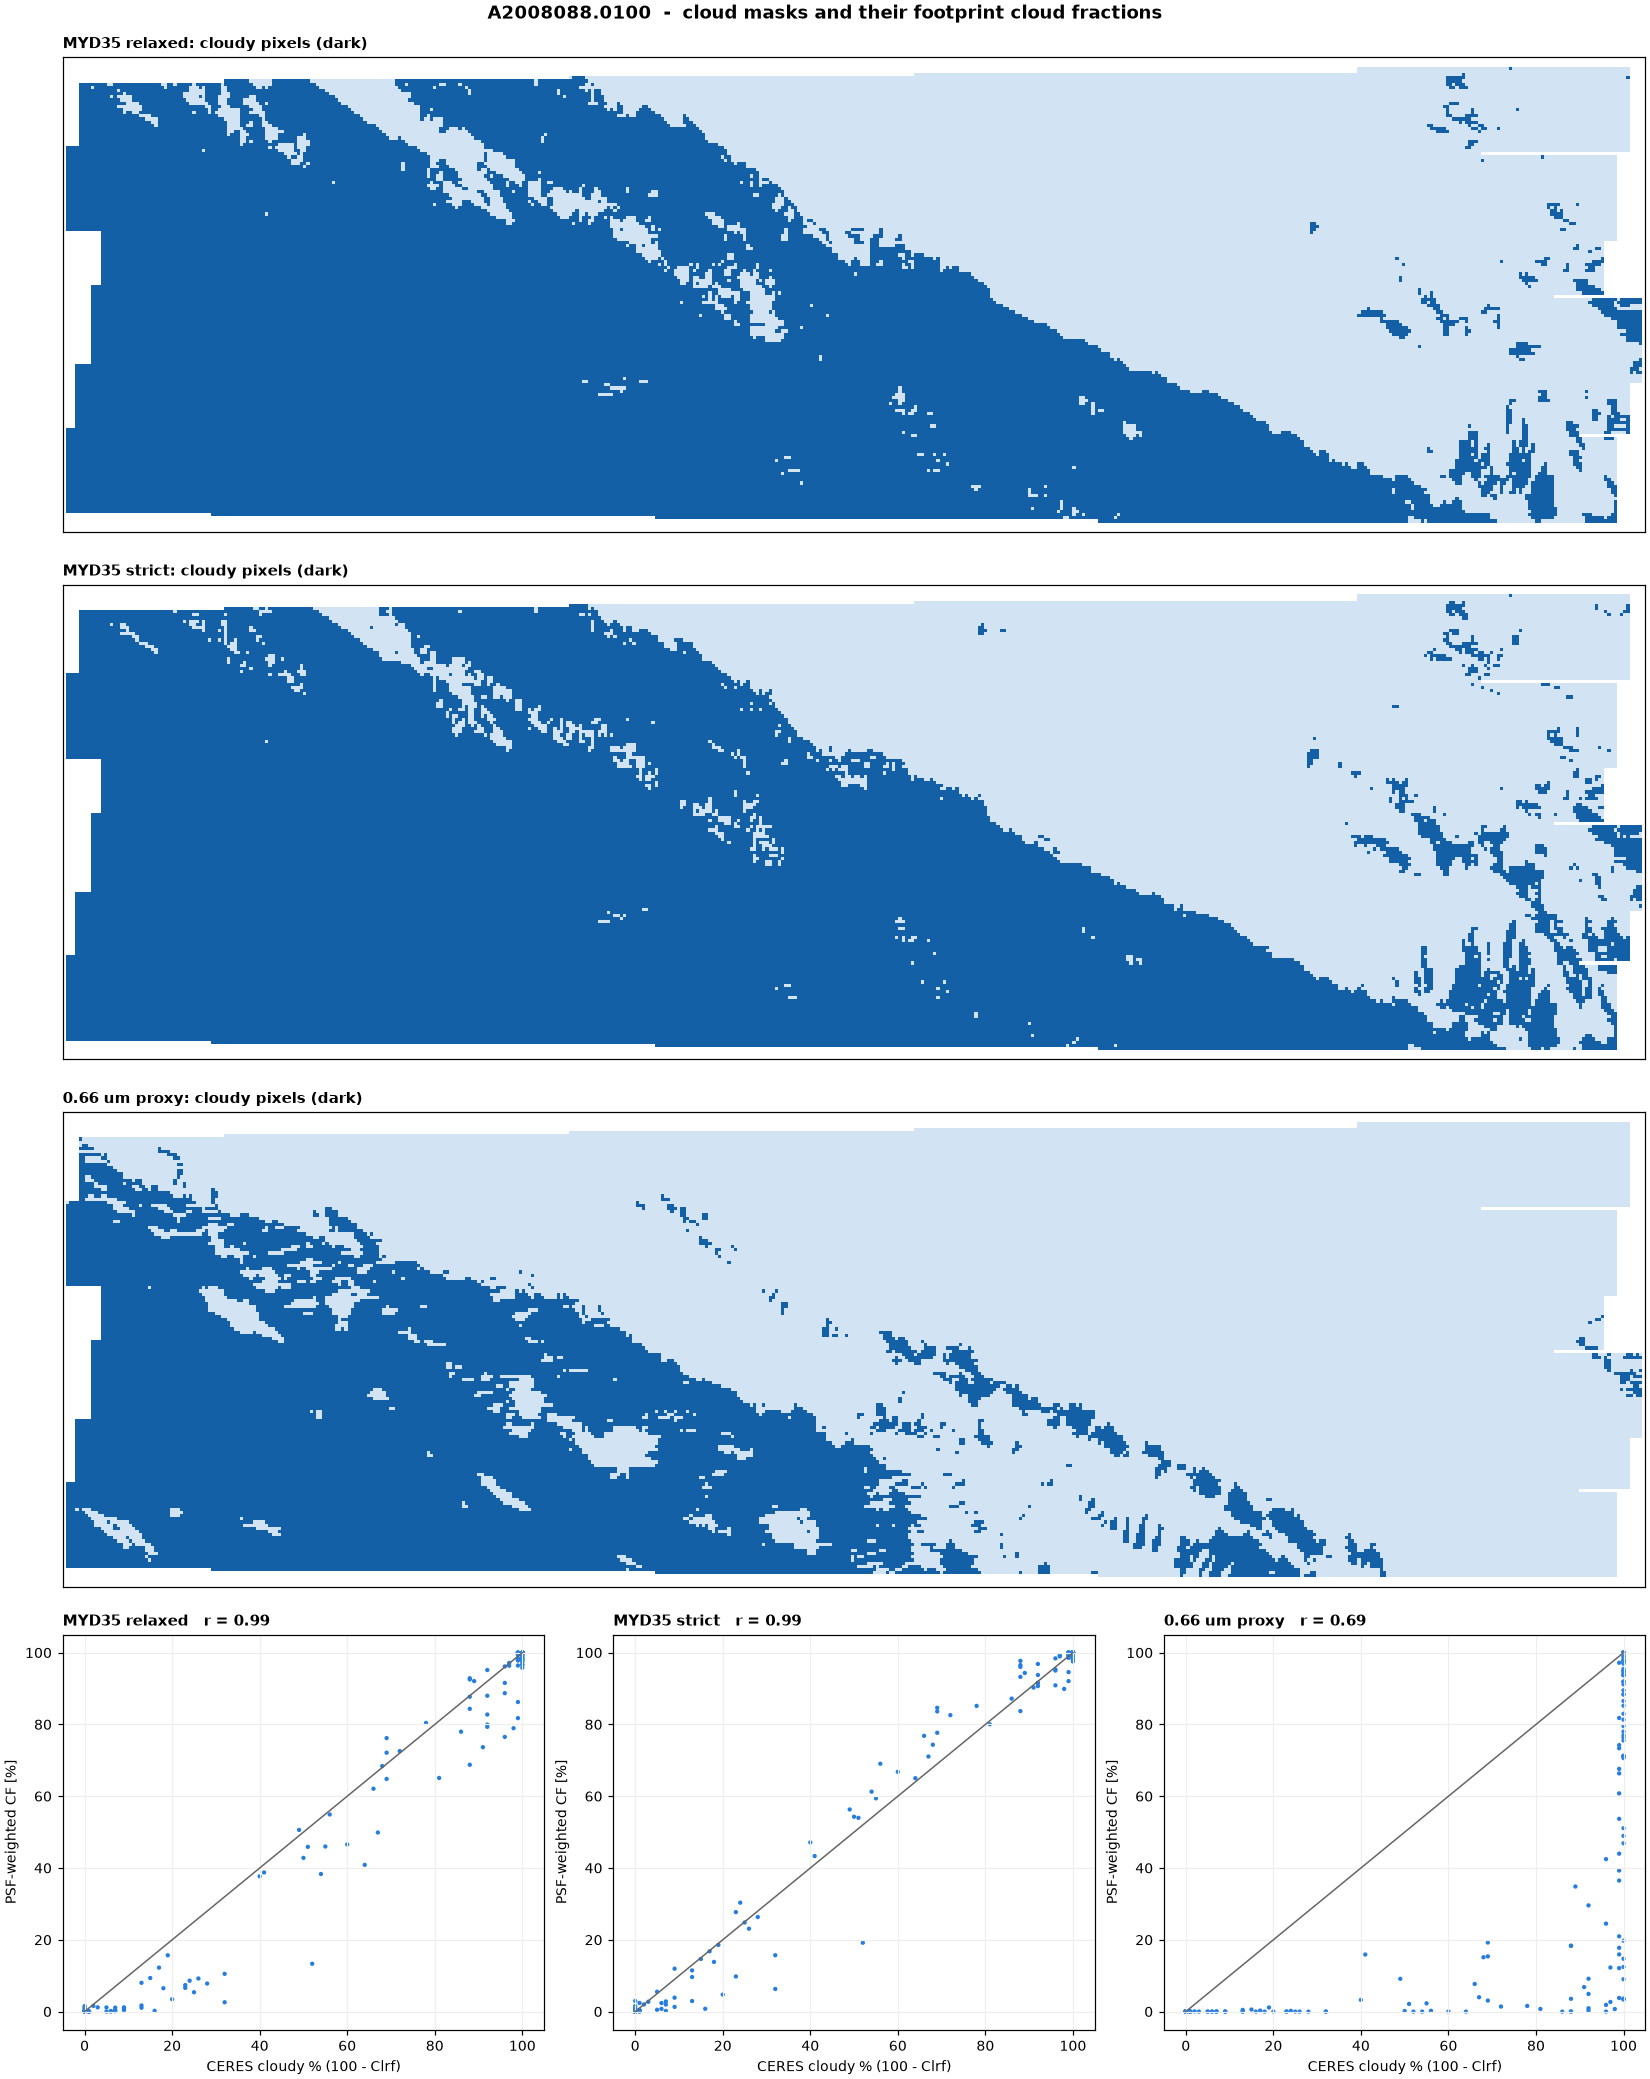 A2008088.0100 - cloud masks and their footprint cloud fractions
MYD35 relaxed: cloudy pixels (dark)
MYD35 strict: cloudy pixels (dark)
0.66 um proxy: cloudy pixels (dark)
MYD35 relaxed r = 0.99
100
80
60
40
20
0
PSF-weighted CF [%]
0 20 40 60 80 100
CERES cloudy % (100 - Clrf)
MYD35 strict r = 0.99
100
80
60
40
20
0
PSF-weighted CF [%]
0 20 40 60 80 100
CERES cloudy % (100 - Clrf)
0.66 um proxy r = 0.69
100
80
60
40
20
0
PSF-weighted CF [%]
0 20 40 60 80 100
CERES cloudy % (100 - Clrf)